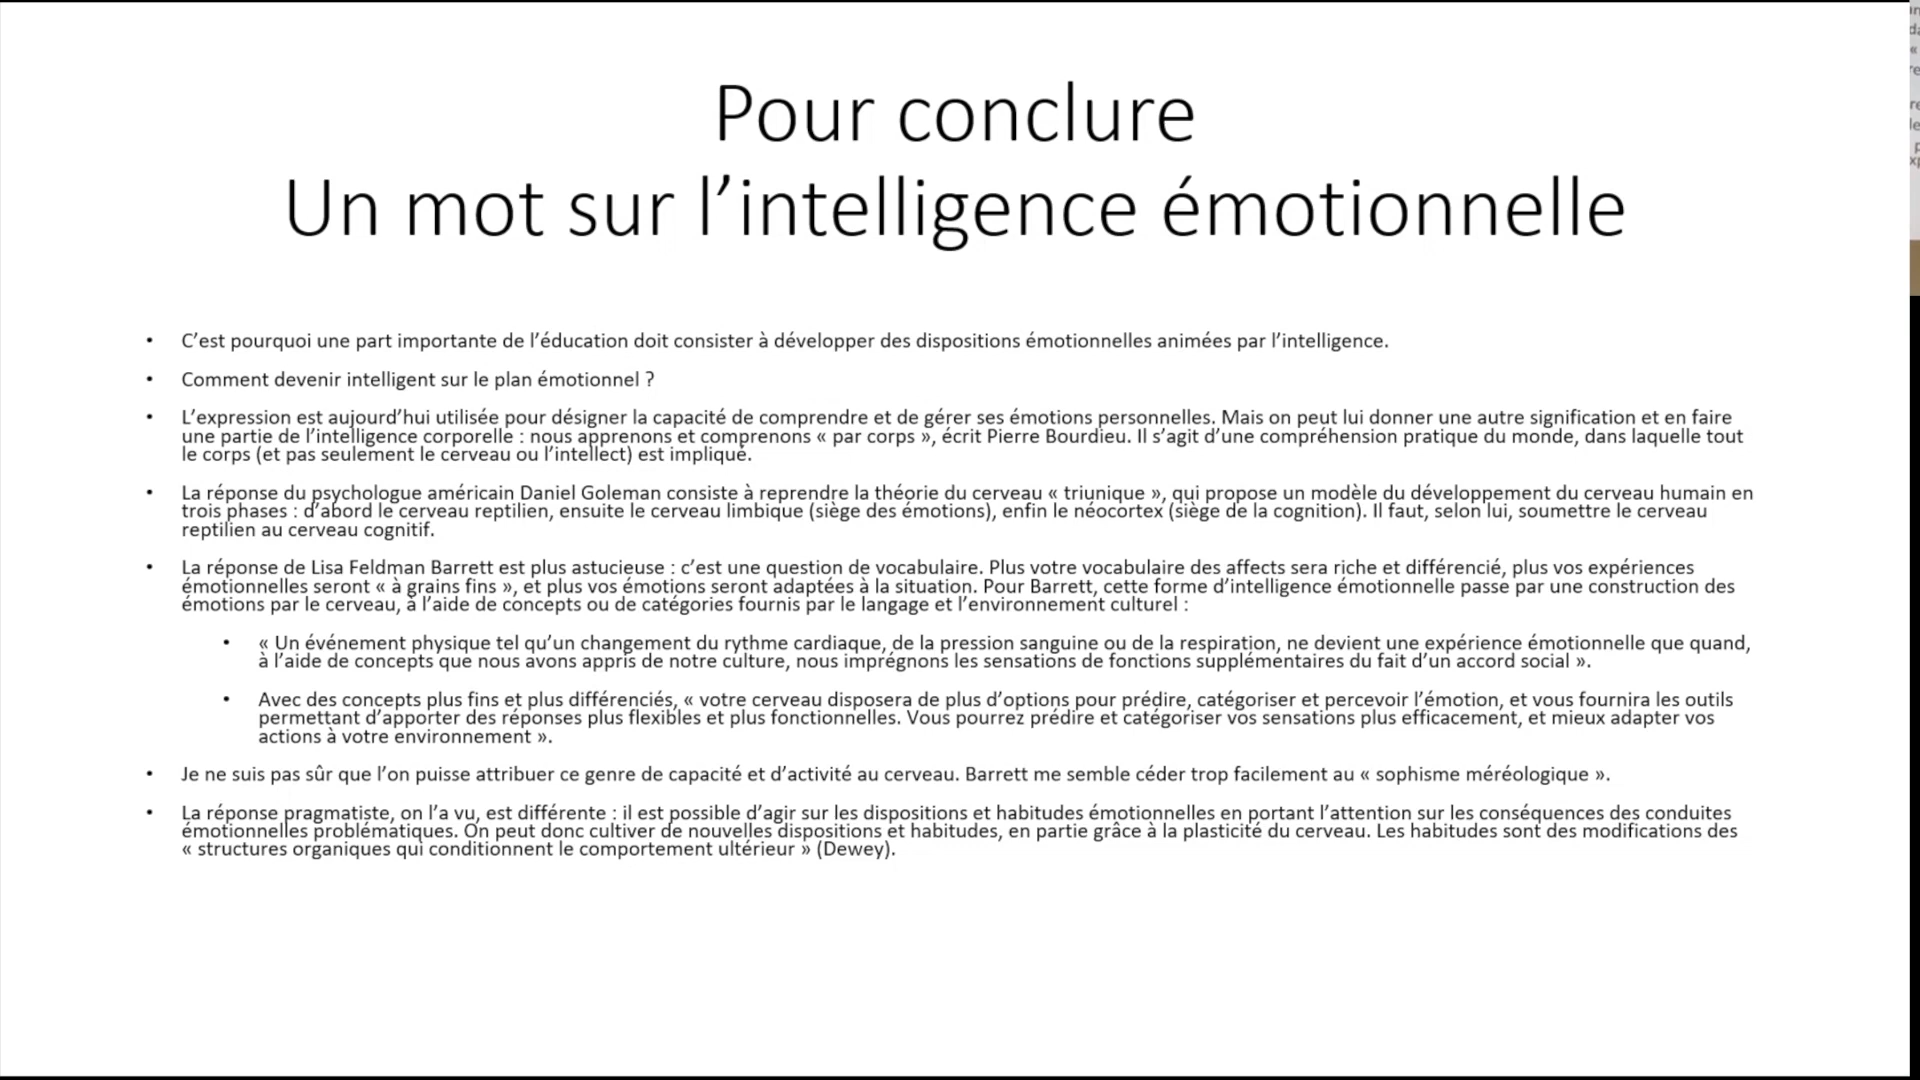 Pour conclure
Un mot sur l’intelligence émotionnelle
• C’est pourquoi une part importante de l’éducation doit consister à développer des dispositions émotionnelles animées par l’intelligence.
• Comment devenir intelligent sur le plan émotionnel ?
• L’expression est aujourd’hui utilisée pour désigner la capacité de comprendre et de gérer ses émotions personnelles. Mais on peut lui donner une autre signification et en faire
une partie de l’intelligence corporelle : nous apprenons et comprenons « par corps », écrit Pierre Bourdieu. Il s’agit d’une compréhension pratique du monde, dans laquelle tout
le corps (et pas seulement le cerveau ou l’intellect) est impliqué.
• La réponse du psychologue américain Daniel Goleman consiste à reprendre la théorie du cerveau « triunique », qui propose un modèle du développement du cerveau humain en
trois phases : d’abord le cerveau reptilien, ensuite le cerveau limbique (siège des émotions), enfin le néocortex (siège de la cognition). Il faut, selon lui, soumettre le cerveau
reptilien au cerveau cognitif.
• La réponse de Lisa Feldman Barrett est plus astucieuse : c’est une question de vocabulaire. Plus votre vocabulaire des affects sera riche et différencié, plus vos expériences
émotionnelles seront « à grains fins », et plus vos émotions seront adaptées à la situation. Pour Barrett, cette forme d’intelligence émotionnelle passe par une construction des
émotions par le cerveau, à l’aide de concepts ou de catégories fournis par le langage et l’environnement culturel :
• « Un événement physique tel qu’un changement du rythme cardiaque, de la pression sanguine ou de la respiration, ne devient une expérience émotionnelle que quand,
à l’aide de concepts que nous avons appris de notre culture, nous imprégnons les sensations de fonctions supplémentaires du fait d’un accord social ».
• Avec des concepts plus fins et plus différenciés, « votre cerveau disposera de plus d’options pour prédire, catégoriser et percevoir l’émotion, et vous fournira les outils
permettant d’apporter des réponses plus flexibles et plus fonctionnelles. Vous pourrez prédire et catégoriser vos sensations plus efficacement, et mieux adapter vos
actions à votre environnement ».
• Je ne suis pas sûr que l’on puisse attribuer ce genre de capacité et d’activité au cerveau. Barrett me semble céder trop facilement au « sophisme méréologique ».
• La réponse pragmatiste, on l’a vu, est différente : il est possible d’agir sur les dispositions et habitudes émotionnelles en portant l’attention sur les conséquences des conduites
émotionnelles problématiques. On peut donc cultiver de nouvelles dispositions et habitudes, en partie grâce à la plasticité du cerveau. Les habitudes sont des modifications des
« structures organiques qui conditionnent le comportement ultérieur » (Dewey).